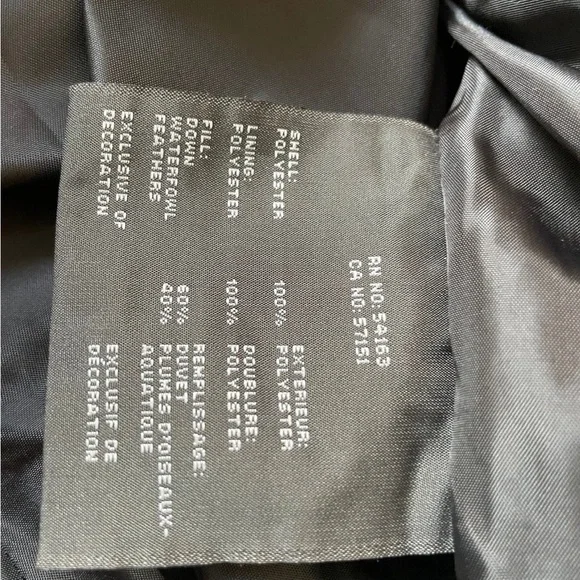 RN NO: 54163
CA NO: 57151
SHELL: EXTERIEUR:
POLYESTER 100% POLYESTER
LINING: DOUBLURE:
POLYESTER 100% POLYESTER
FILL: REMPLISSAGE:
DOWN 60% DUVET
WATERFOWL 40% PLUMES D'OISEAUX-
FEATHERS AQUATIQUE
EXCLUSIVE OF EXCLUSIF DE
DECORATION DÉCORATION